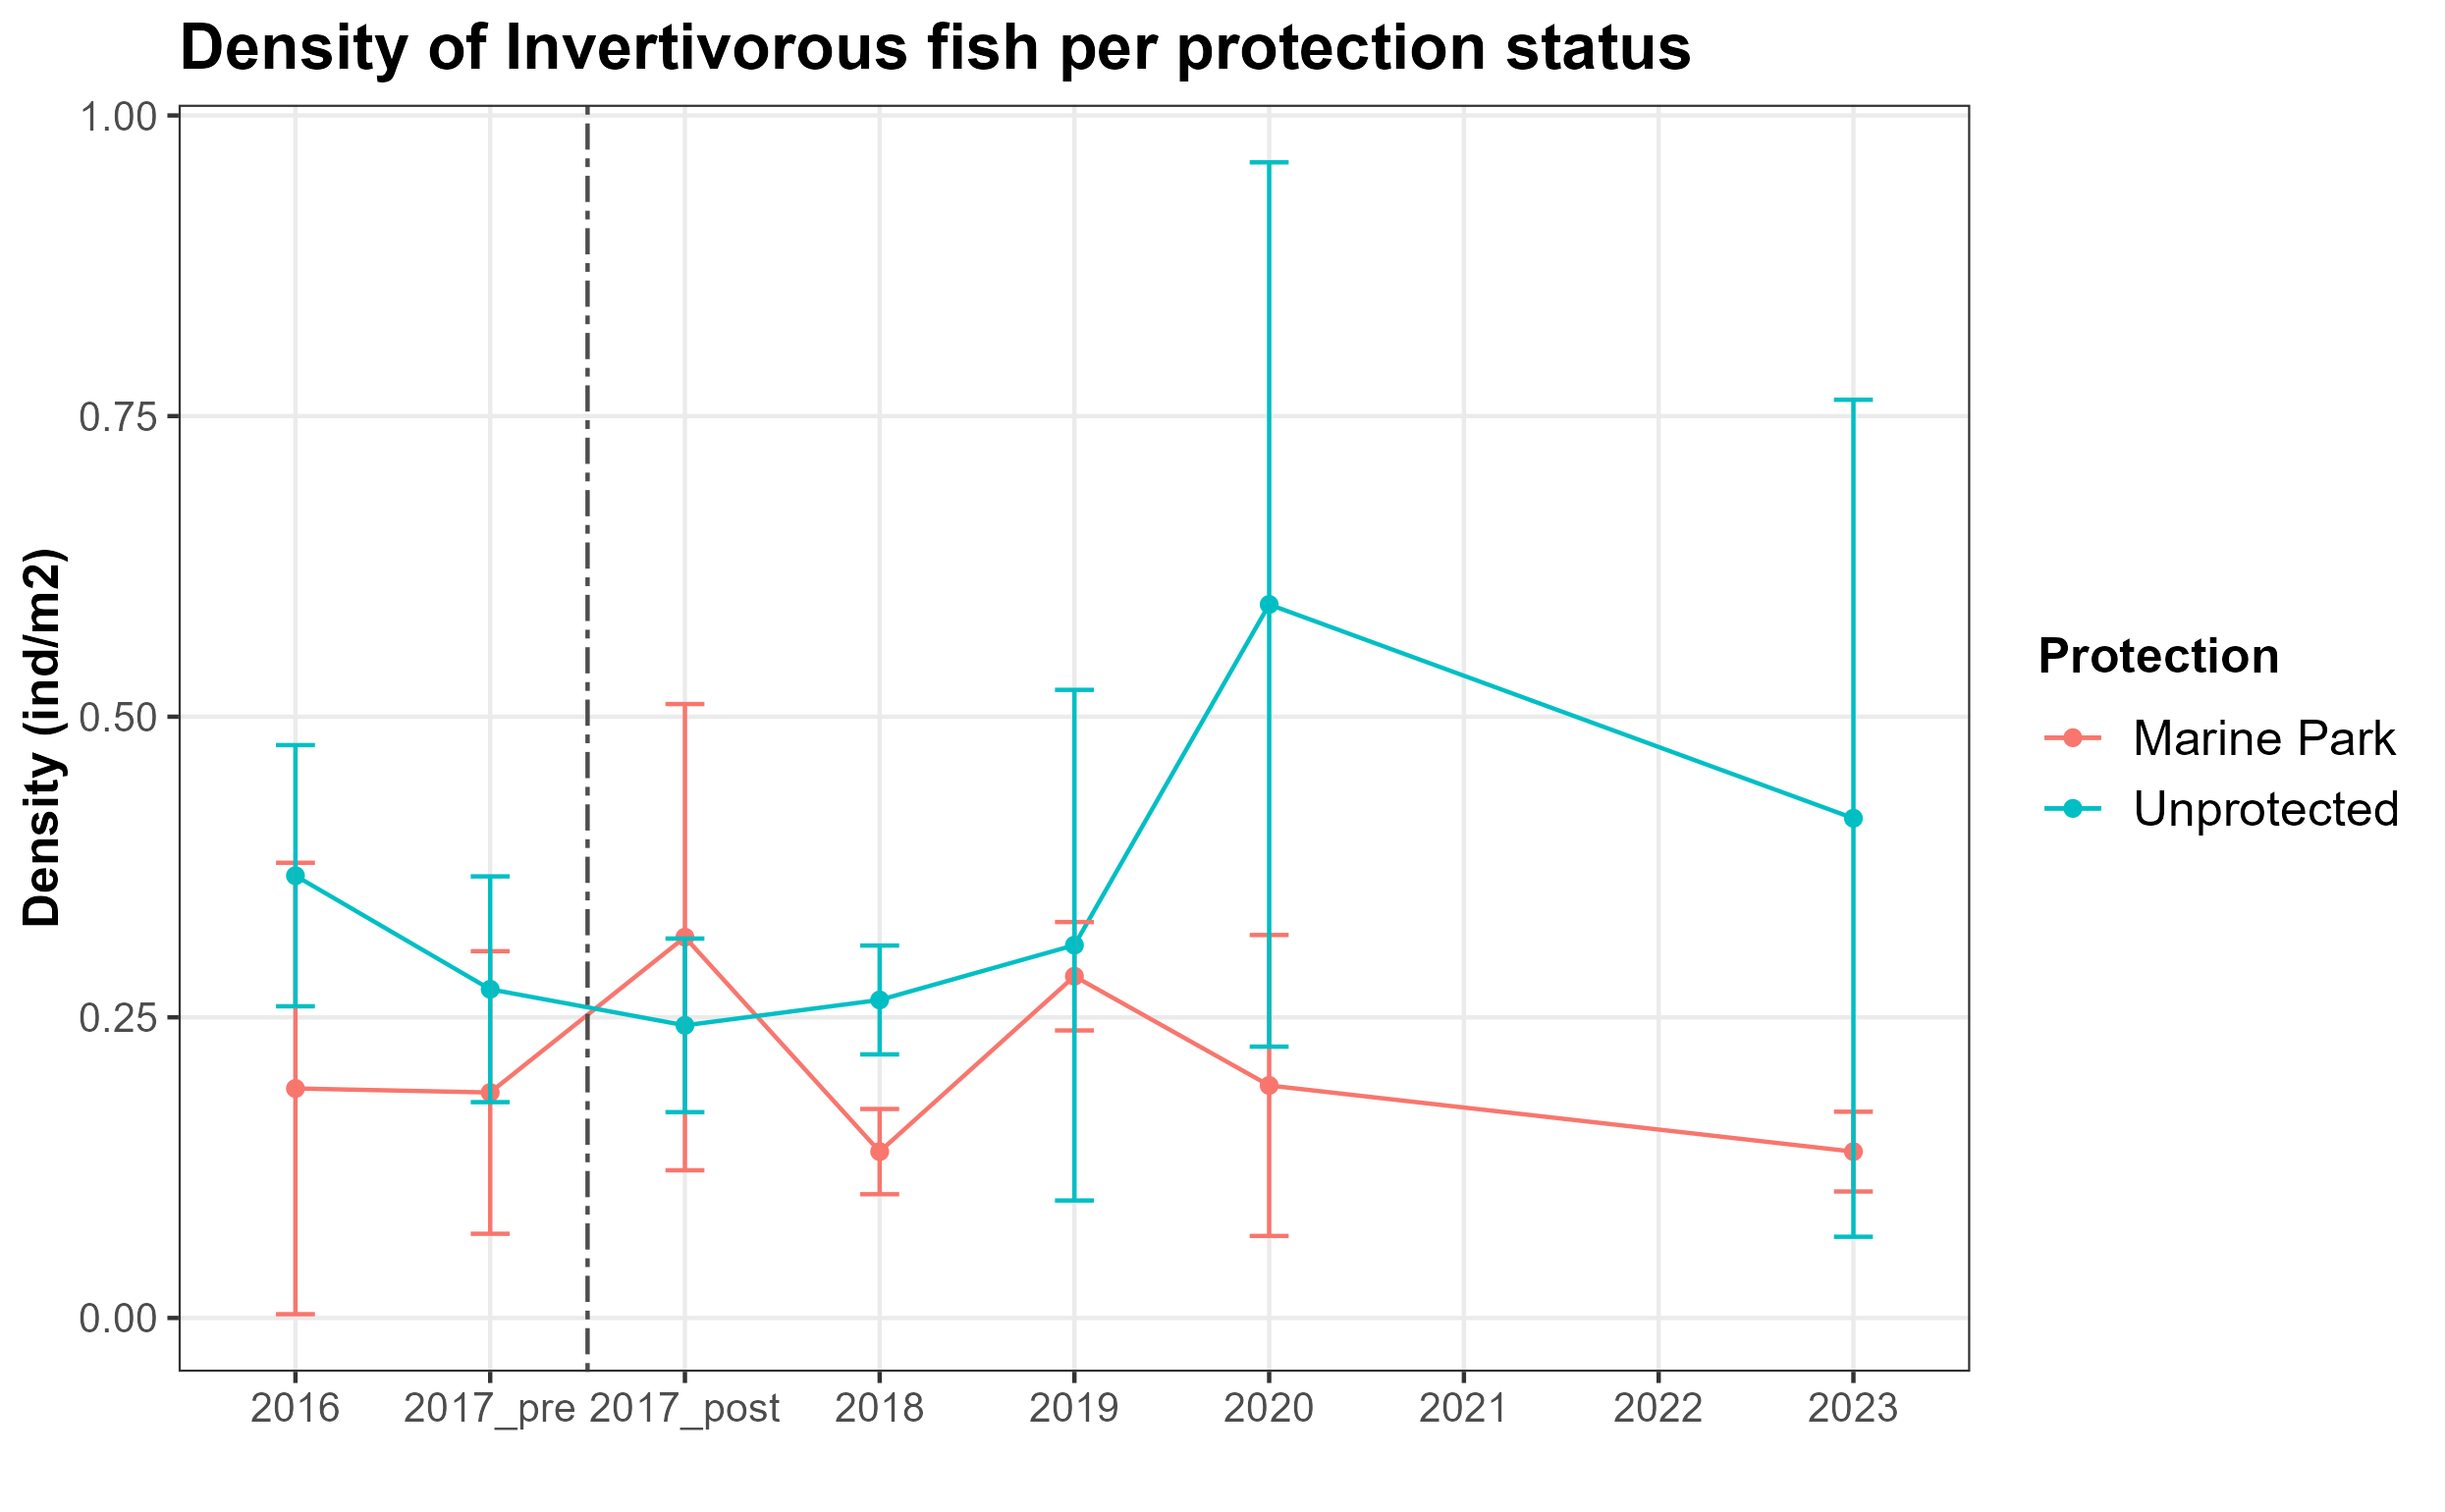 Density of Invertivorous fish per protection status
1.00
0.75
0.50
0.25
0.00
Density (ind/m2)
2016 2017_pre 2017_post 2018 2019 2020 2021 2022 2023
Protection
Marine Park
Unprotected